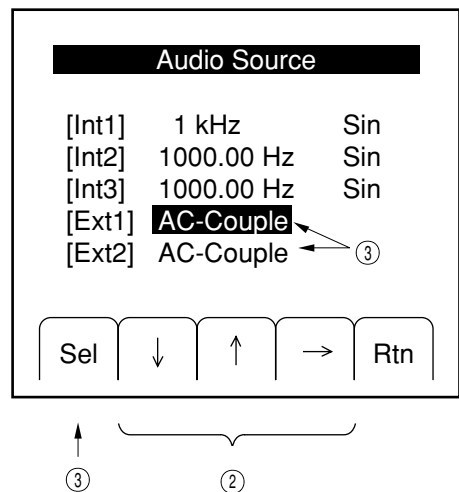 Audio Source
[Int1] 1 kHz Sin
[Int2] 1000.00 Hz Sin
[Int3] 1000.00 Hz Sin
[Ext1] AC-Couple
[Ext2] AC-Couple ③
Sel ↓ ↑ → Rtn
③ ②